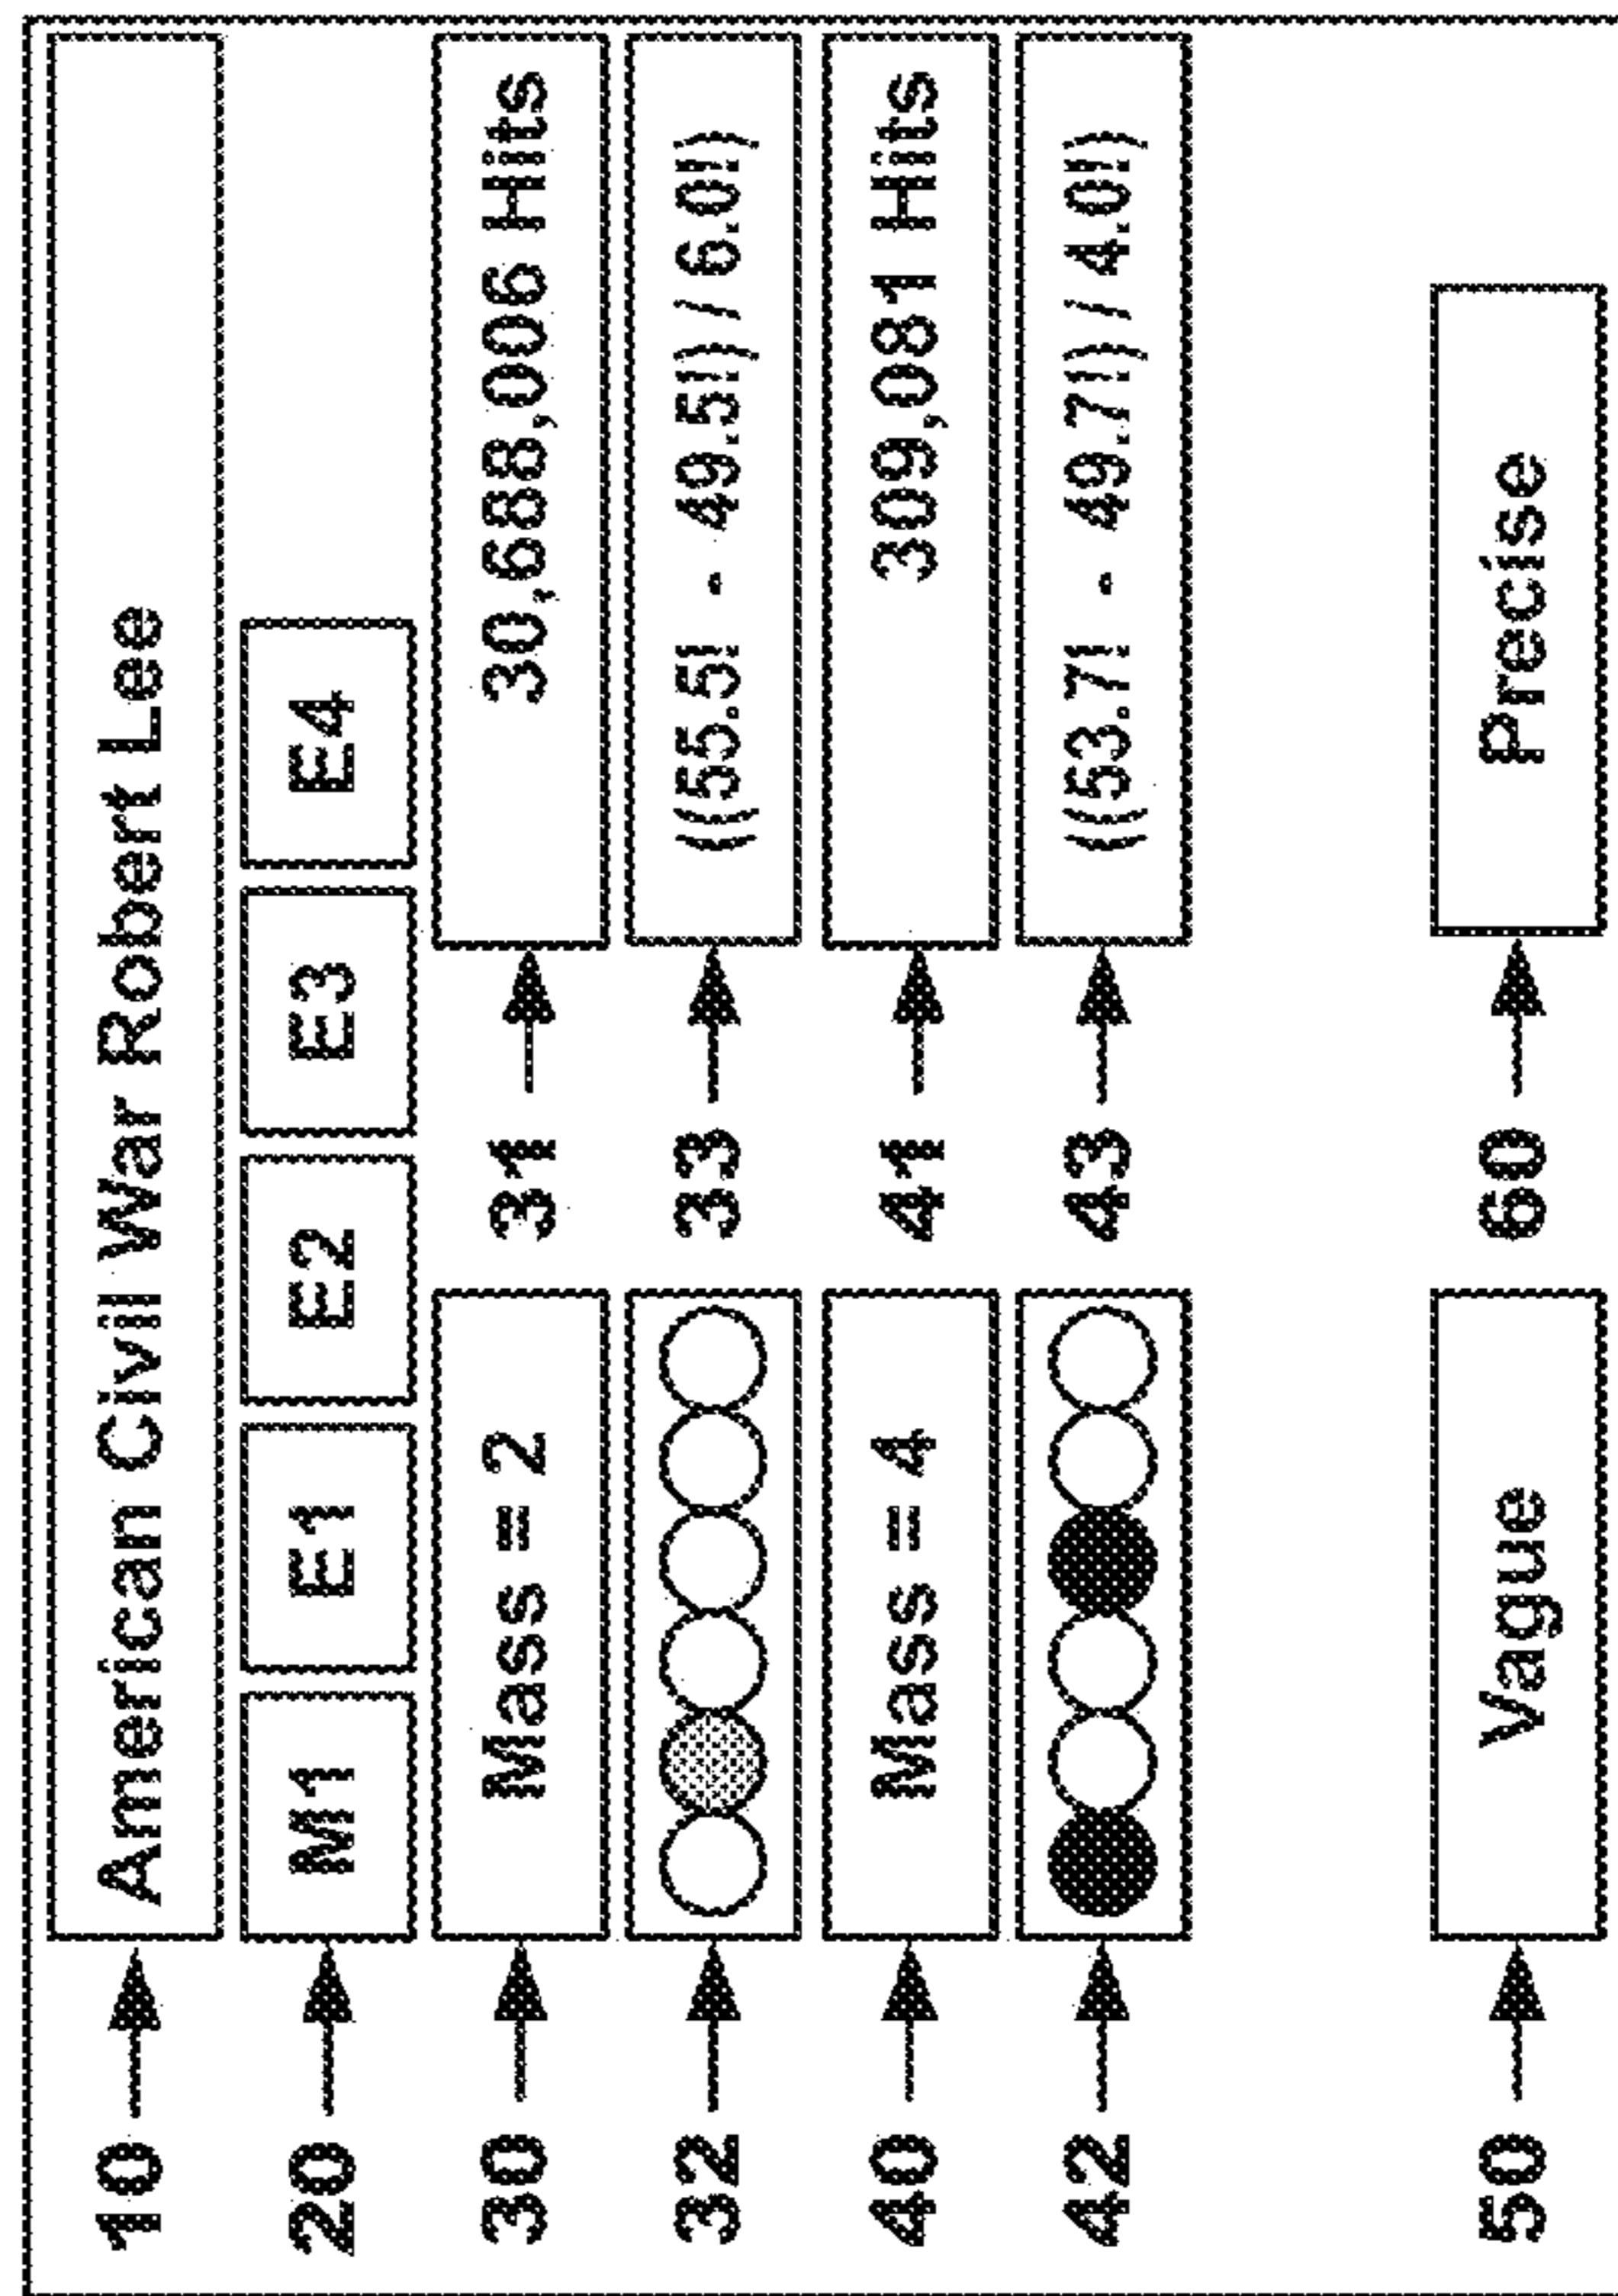 10 American Civil War Robert Lee
20 M1 E1 E2 E3 E4
30 Mass = 2 31 30,688,006 Hits
32 33 ((55.5! - 49.5!) / 6.0!)
40 Mass = 4 41 309,081 Hits
42 43 ((53.7! - 49.7!) / 4.0!)
50 Vague 60 Precise